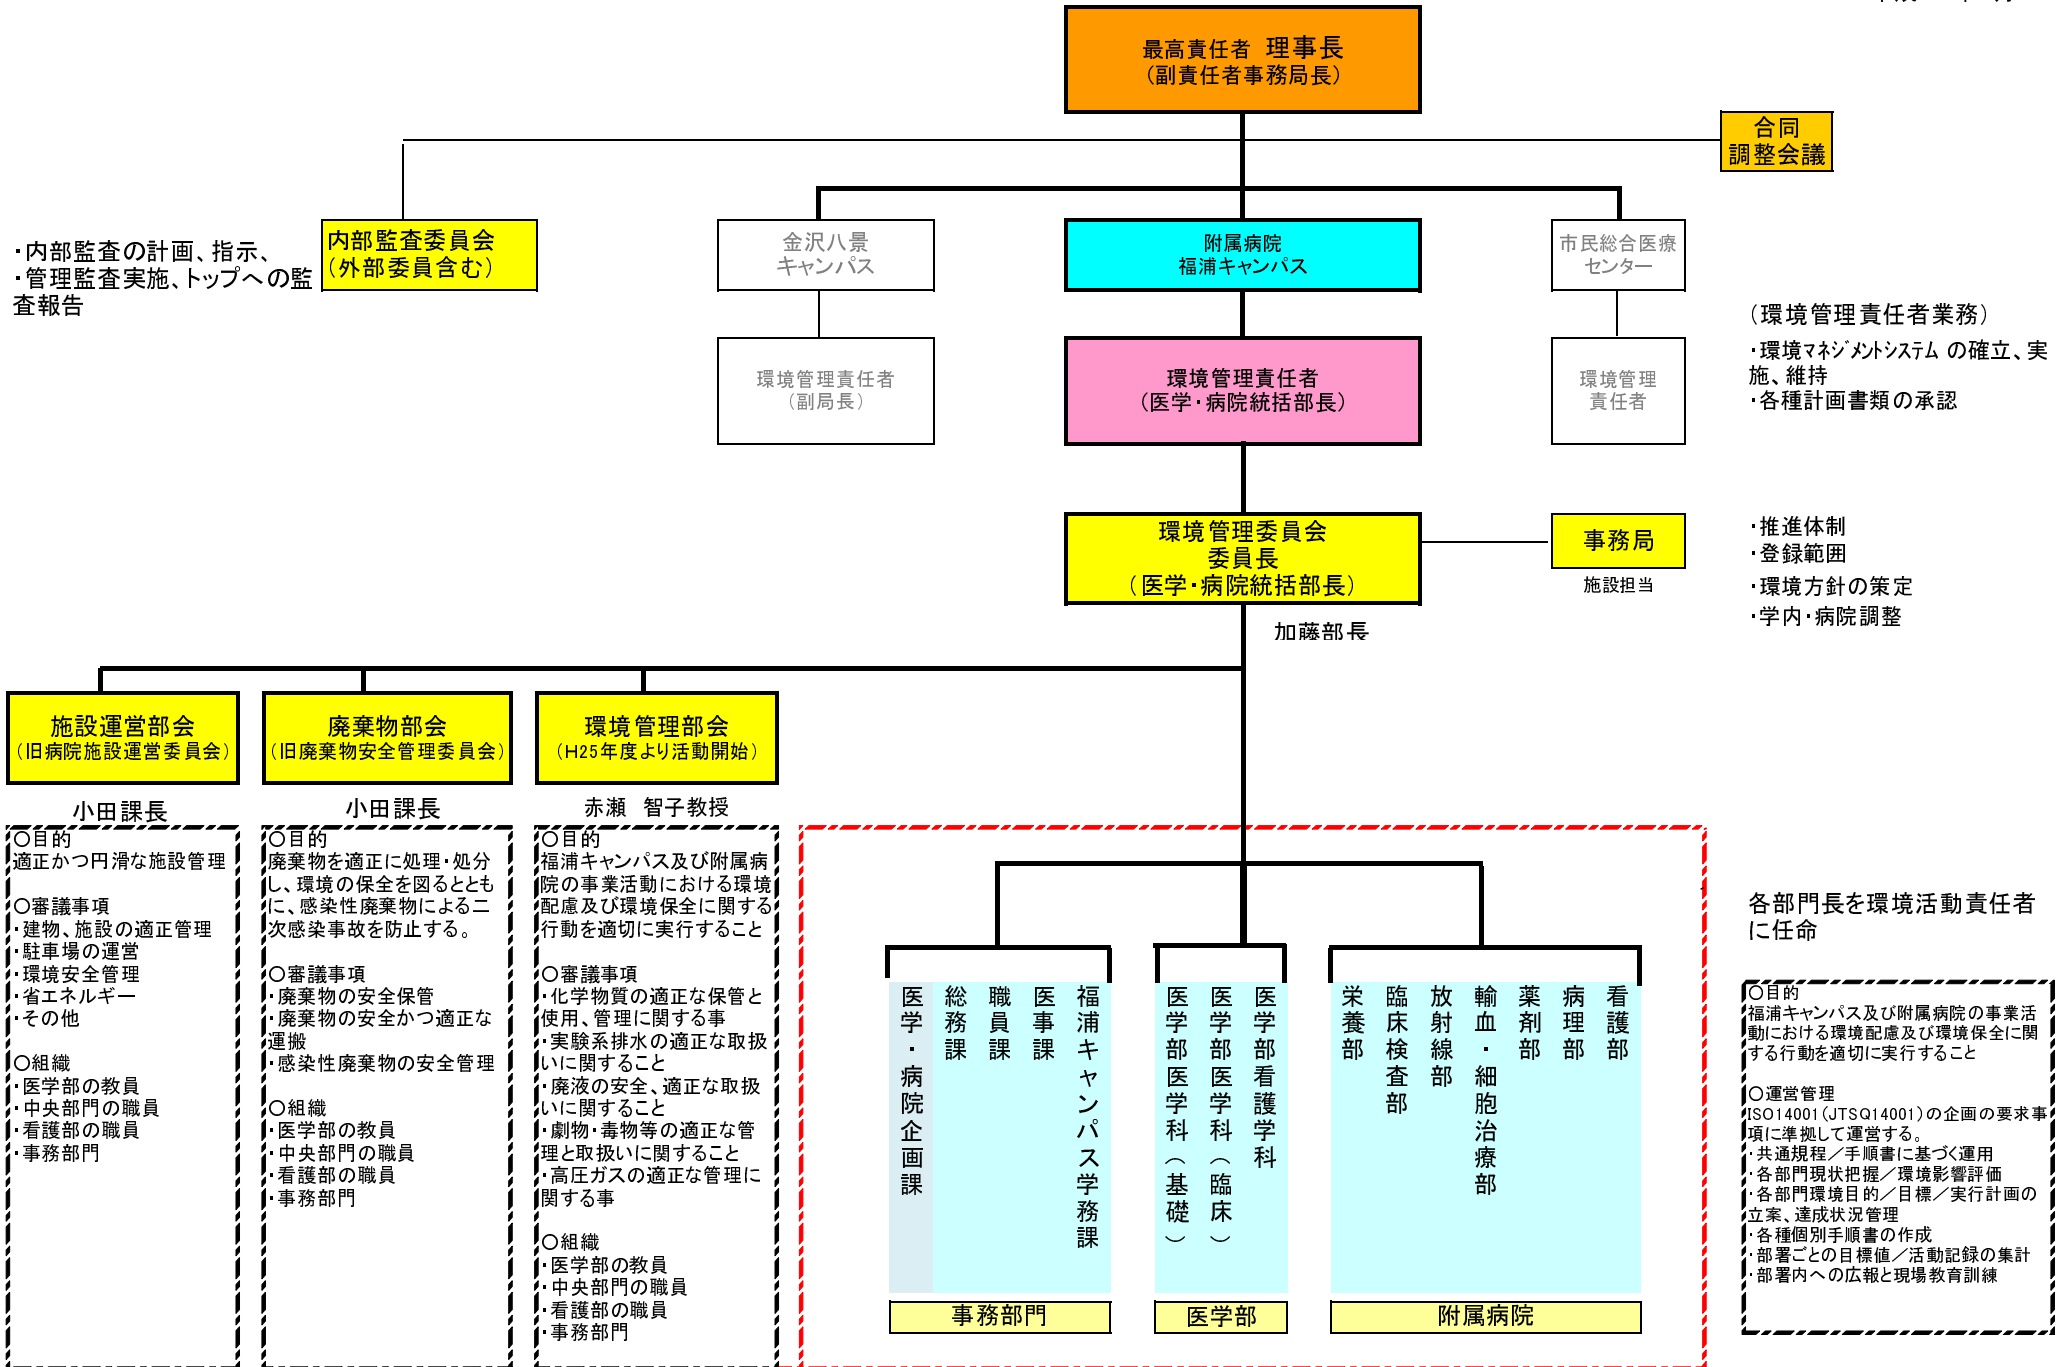 最高責任者 理事長
(副責任者事務局長)
合同
調整会議
・内部監査の計画、指示、
・管理監査実施、トップへの監
査報告
内部監査委員会
(外部委員含む)
金沢八景
キャンパス
附属病院
福浦キャンパス
市民総合医療
センター
環境管理責任者
(副局長)
環境管理責任者
(医学・病院統括部長)
環境管理
責任者
(環境管理責任者業務)
・環境マネジメントシステム の確立、実
施、維持
・各種計画書類の承認
環境管理委員会
委員長
(医学・病院統括部長)
加藤部長
事務局
施設担当
・推進体制
・登録範囲
・環境方針の策定
・学内・病院調整
施設運営部会
(旧病院施設運営委員会)
小田課長
○目的
適正かつ円滑な施設管理
○審議事項
・建物、施設の適正管理
・駐車場の運営
・環境安全管理
・省エネルギー
・その他
○組織
・医学部の教員
・中央部門の職員
・看護部の職員
・事務部門
廃棄物部会
(旧廃棄物安全管理委員会)
小田課長
○目的
廃棄物を適正に処理・処分
し、環境の保全を図るととも
に、感染性廃棄物による二
次感染事故を防止する。
○審議事項
・廃棄物の安全保管
・廃棄物の安全かつ適正な
運搬
・感染性廃棄物の安全管理
○組織
・医学部の教員
・中央部門の職員
・看護部の職員
・事務部門
環境管理部会
(H25年度より活動開始)
赤瀬 智子教授
○目的
福浦キャンパス及び附属病
院の事業活動における環境
配慮及び環境保全に関する
行動を適切に実行すること
○審議事項
・化学物質の適正な保管と
使用、管理に関する事
・実験系排水の適正な取扱
いに関すること
・廃液の安全、適正な取扱
いに関すること
・劇物・毒物等の適正な管
理と取扱いに関すること
・高圧ガスの適正な管理に
関する事
○組織
・医学部の教員
・中央部門の職員
・看護部の職員
・事務部門
医学・病院企画課
総務課
職員課
医事課
福浦キャンパス学務課
事務部門
医学部医学科(基礎)
医学部医学科(臨床)
医学部看護学科
医学部
栄養部
臨床検査部
放射線部
輸血・細胞治療部
薬剤部
病理部
看護部
附属病院
各部門長を環境活動責任者
に任命
○目的
福浦キャンパス及び附属病院の事業活
動における環境配慮及び環境保全に関
する行動を適切に実行すること
○運営管理
ISO14001(JTSQ14001)の企画の要求事
項に準拠して運営する。
・共通規程/手順書に基づく運用
・各部門現状把握/環境影響評価
・各部門環境目的/目標/実行計画の
立案、達成状況管理
・各種個別手順書の作成
・部署ごとの目標値/活動記録の集計
・部署内への広報と現場教育訓練